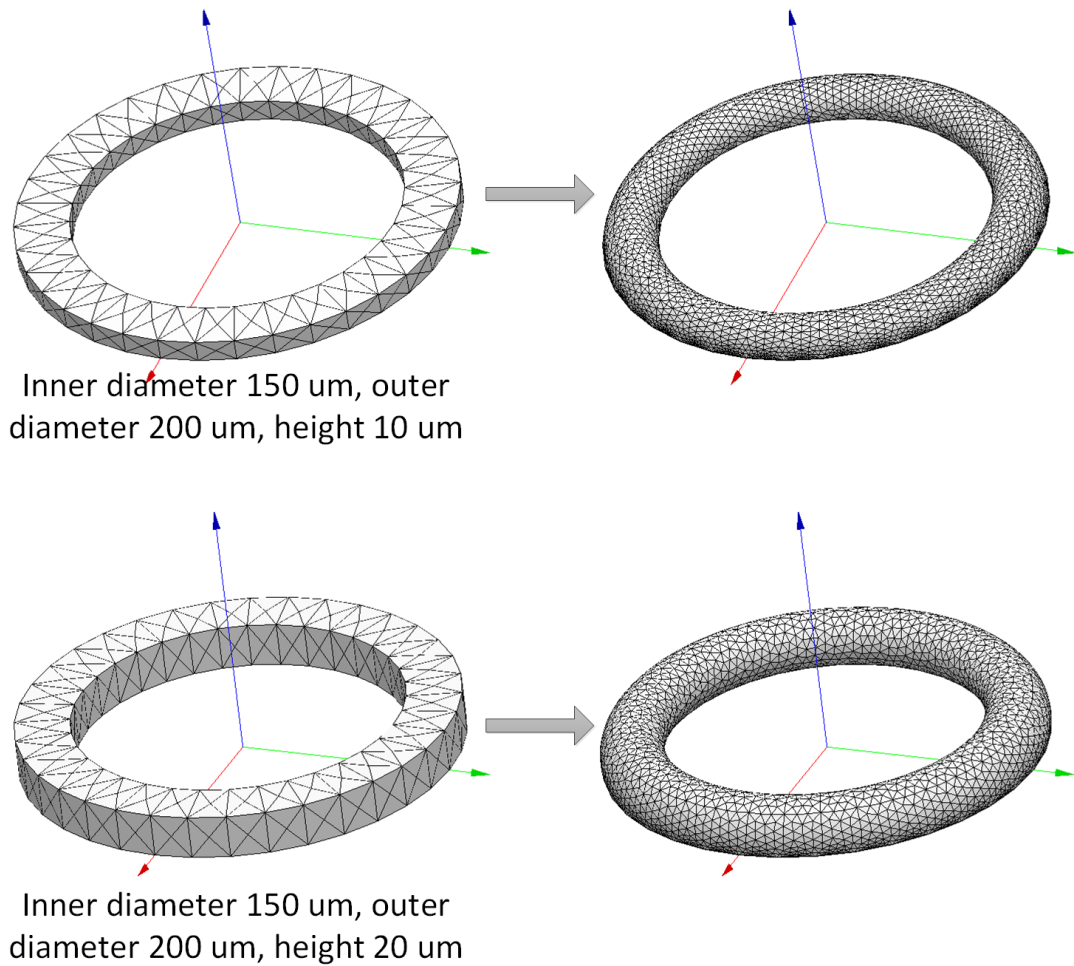 Inner diameter 150 um, outer
diameter 200 um, height 10 um
Inner diameter 150 um, outer
diameter 200 um, height 20 um